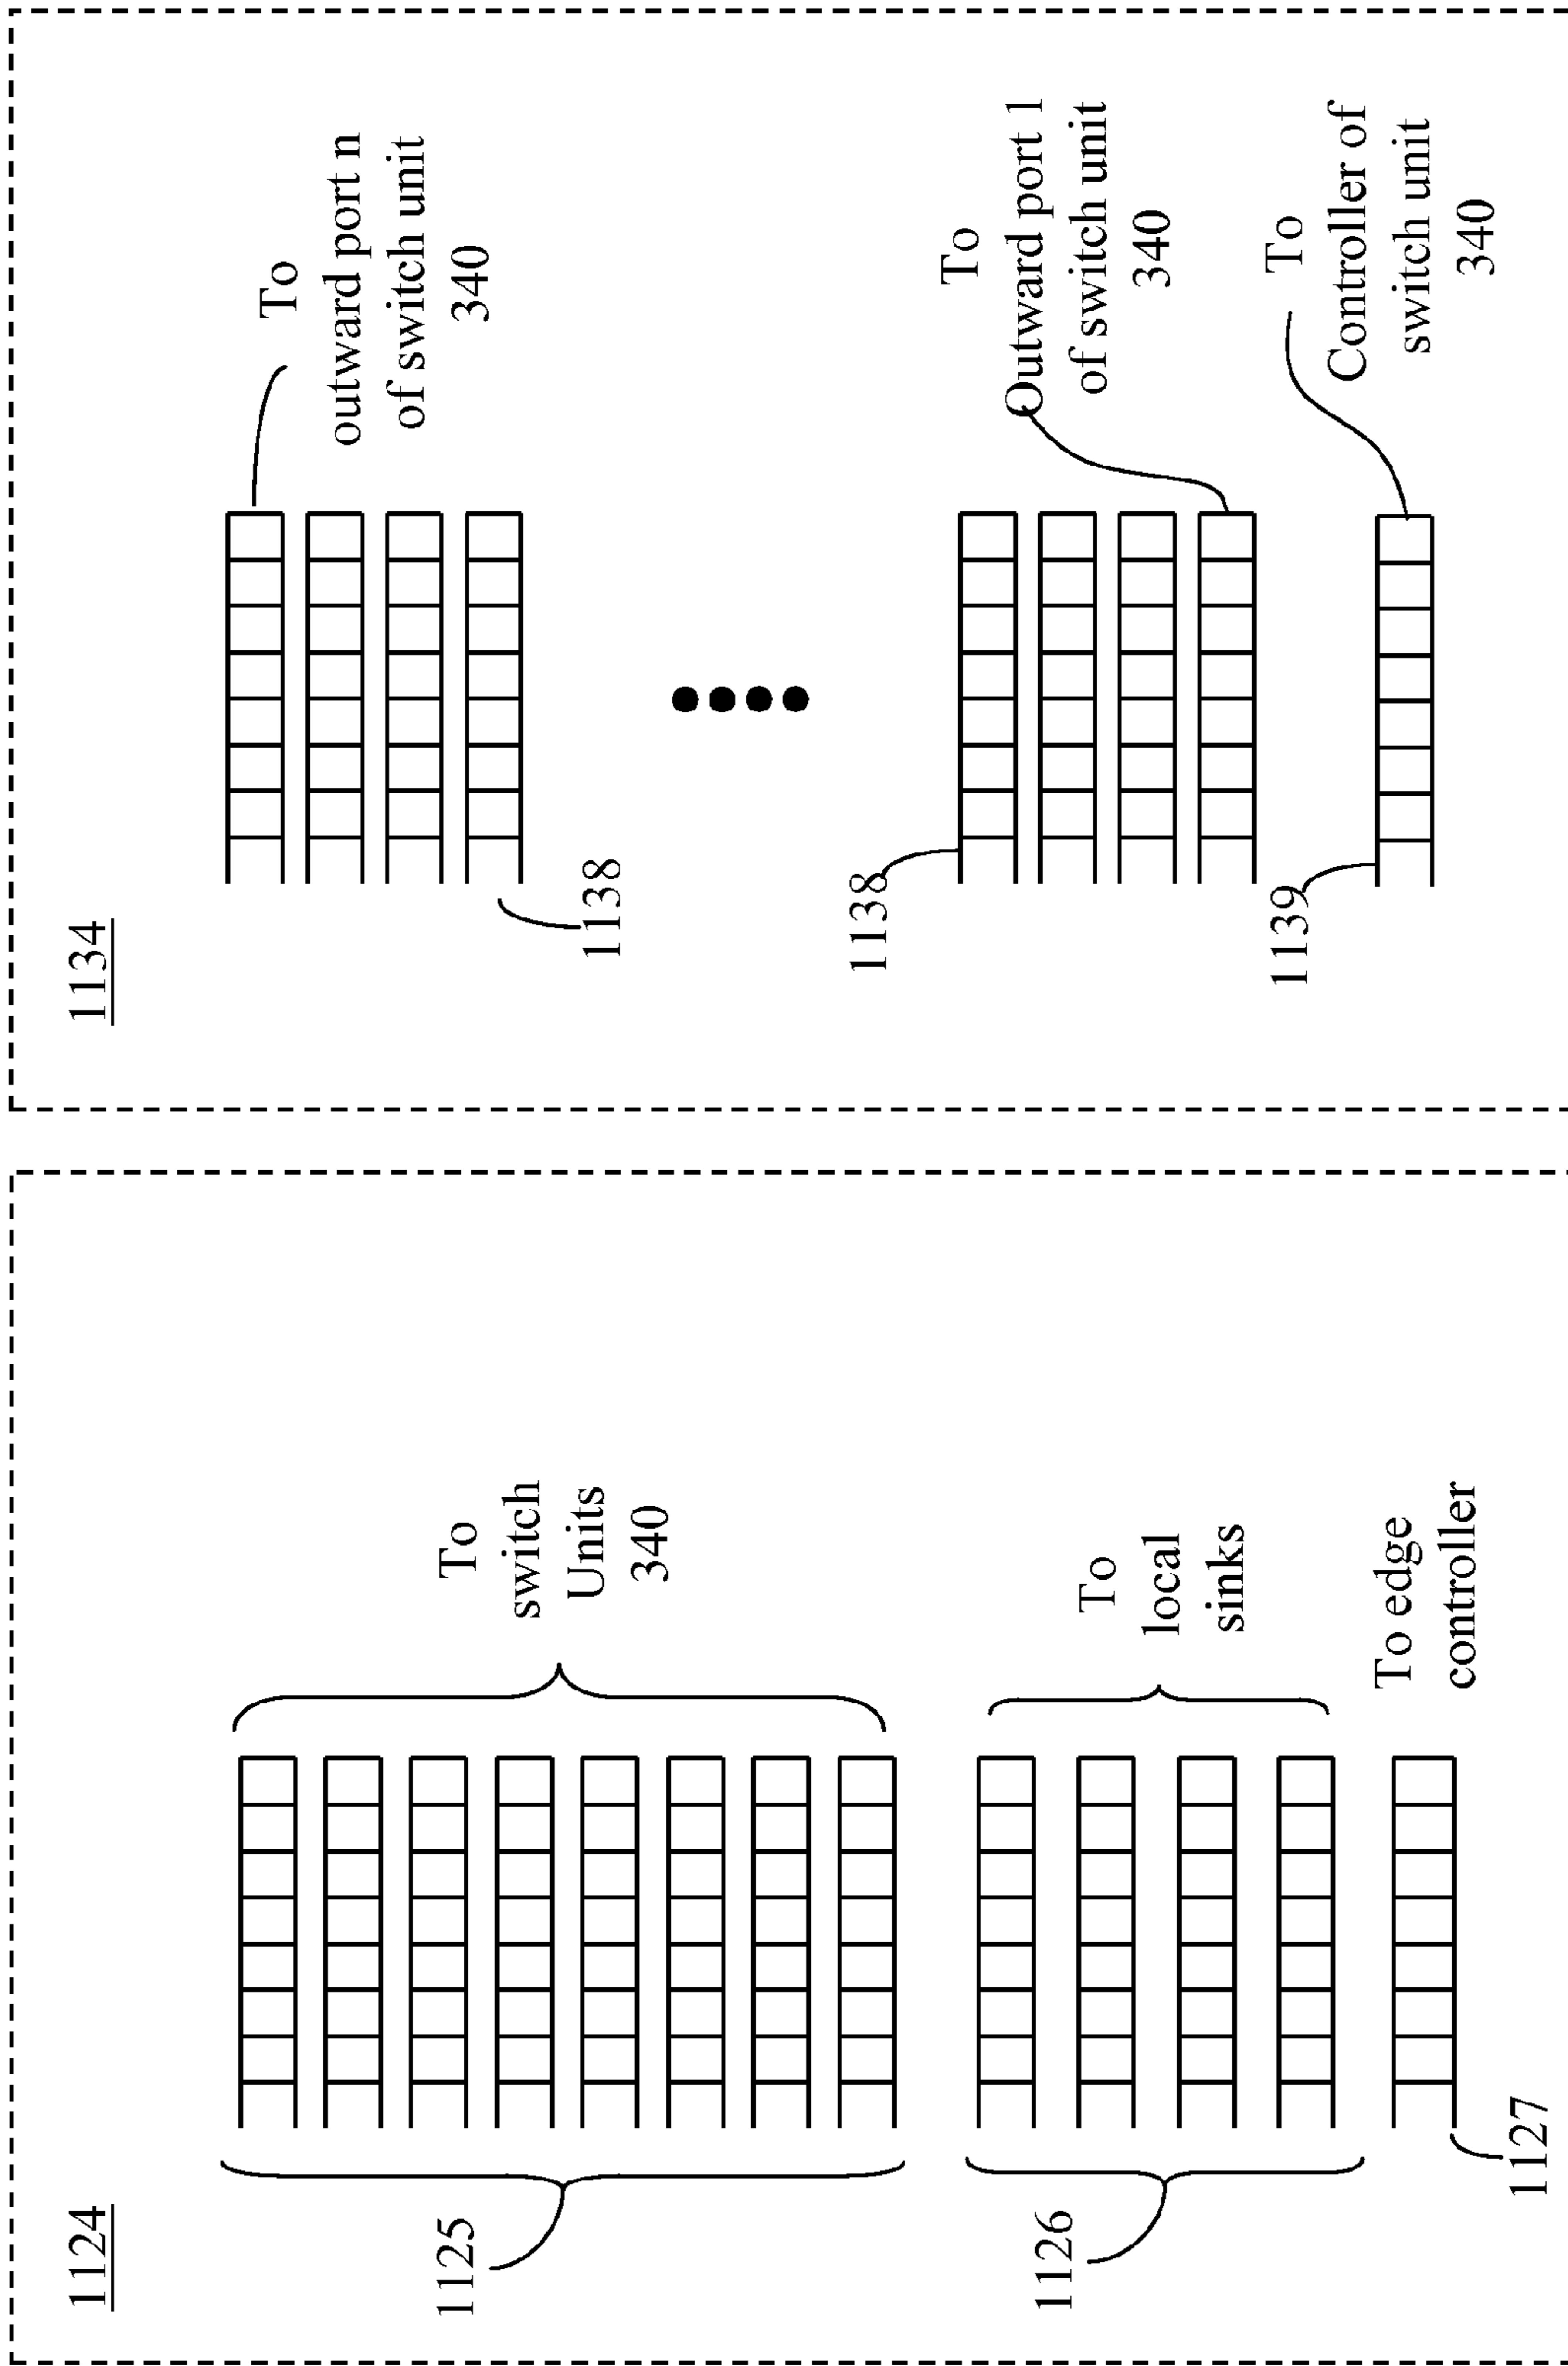 1124
1125
To
switch
Units
340
1126
To
local
sinks
To edge
controller
1127
1134
To
outward port n
of switch unit
340
1138
1138
To
Outward port 1
of switch unit
340
1139
To
Controller of
switch unit
340